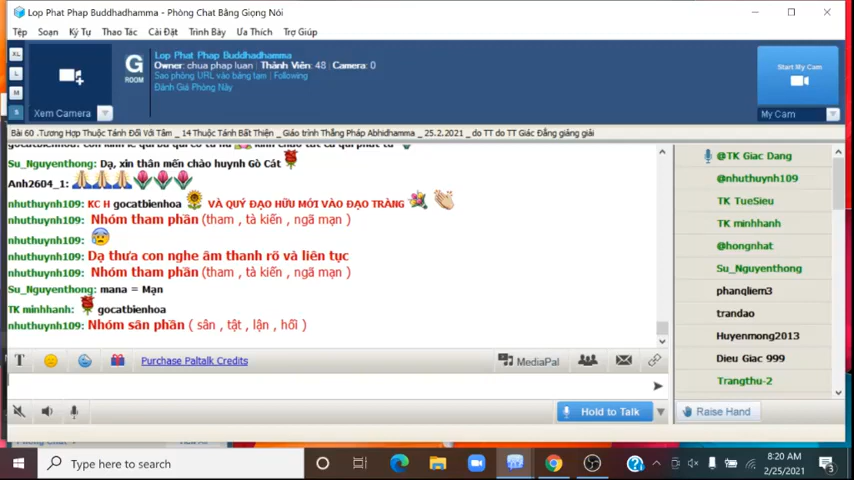 Lop Phat Phap Buddhadhamma - Phòng Chat Bằng Giọng Nói
Tệp Soạn Ký Tự Thao Tác Cài Đặt Trình Bày Ưa Thích Trợ Giúp
XL
L
M
S
Xem Camera
G
ROOM
Lop Phat Phap Buddhadhamma
Owner: chua phap luan | Thành Viên: 48 | Camera: 0
Sao phòng URL vào bảng tạm | Following
Đánh Giá Phòng Này
Start My Cam
My Cam
Bài 60 .Tương Hợp Thuộc Tánh Đối Với Tâm _ 14 Thuộc Tánh Bất Thiện _ Giáo trình Thắng Pháp Abhidhamma _ 25.2.2021 _ do TT do TT Giác Đẳng giảng giải
Su_Nguyenthong: Dạ, xin thân mến chào huynh Gò Cát
Anh2604_1:
nhuthuynh109: KC H gocatbienhoa VÀ QUÝ ĐẠO HỮU MỚI VÀO ĐẠO TRÀNG
nhuthuynh109: Nhóm tham phần (tham , tà kiến , ngã mạn )
nhuthuynh109:
nhuthuynh109: Dạ thưa con nghe âm thanh rõ và liên tục
nhuthuynh109: Nhóm tham phần (tham , tà kiến , ngã mạn )
Su_Nguyenthong: mana = Mạn
TK minhhanh: gocatbienhoa
nhuthuynh109: Nhóm sân phần ( sân , tật , lận , hối )
@TK Giac Dang
@nhuthuynh109
TK TueSieu
TK minhhanh
@hongnhat
Su_Nguyenthong
phanqliem3
trandao
Huyenmong2013
Dieu Giac 999
Trangthu-2
T Purchase Paltalk Credits MediaPal
Hold to Talk
Raise Hand
Type here to search
8:20 AM
2/25/2021
3